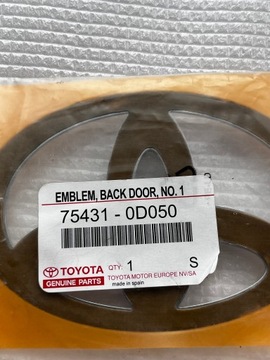 EMBLEM, BACK DOOR, NO. 1
75431 - 0D050
TOYOTA QTY: 1 S
GENUINE PARTS TOYOTA MOTOR EUROPE NV/SA
made in spain